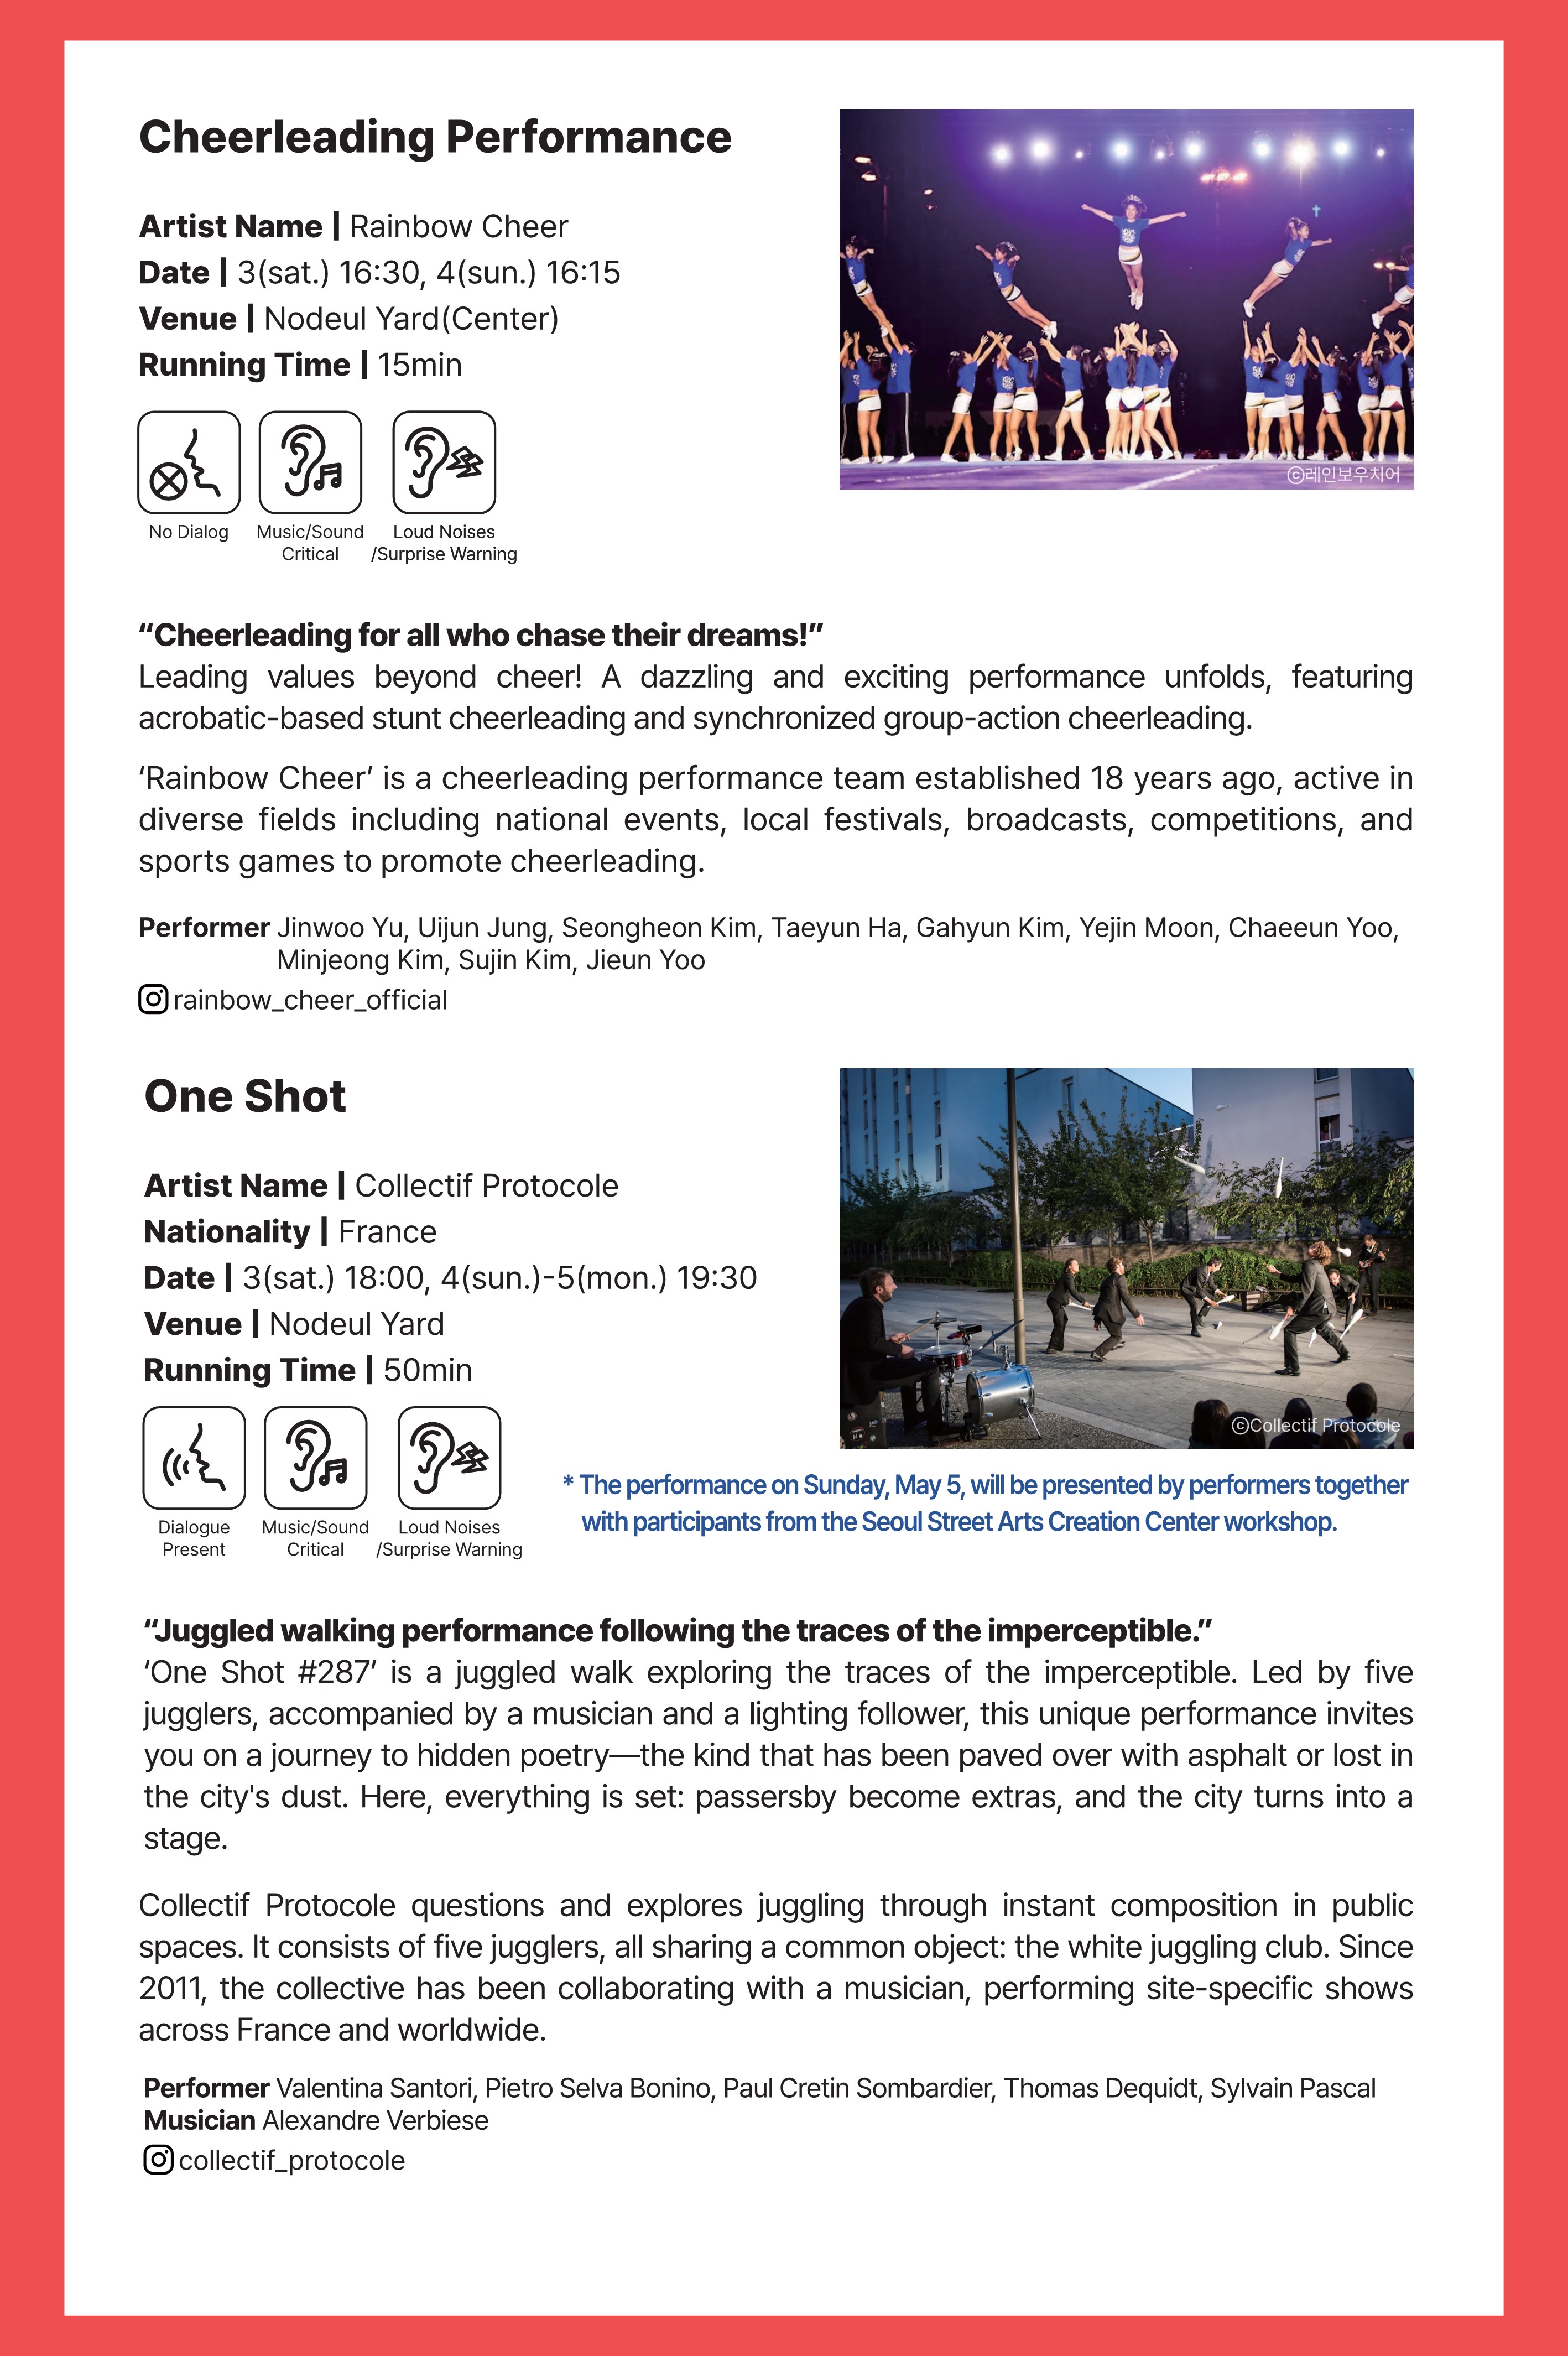 Cheerleading Performance
Artist Name | Rainbow Cheer
Date | 3(sat.) 16:30, 4(sun.) 16:15
Venue | Nodeul Yard(Center)
Running Time | 15min
No Dialog
Music/Sound
Critical
Loud Noises
/Surprise Warning
ⓒ레인보우치어
“Cheerleading for all who chase their dreams!”
Leading values beyond cheer! A dazzling and exciting performance unfolds, featuring
acrobatic-based stunt cheerleading and synchronized group-action cheerleading.
‘Rainbow Cheer’ is a cheerleading performance team established 18 years ago, active in
diverse fields including national events, local festivals, broadcasts, competitions, and
sports games to promote cheerleading.
Performer Jinwoo Yu, Uijun Jung, Seongheon Kim, Taeyun Ha, Gahyun Kim, Yejin Moon, Chaeeun Yoo,
Minjeong Kim, Sujin Kim, Jieun Yoo
rainbow_cheer_official
One Shot
Artist Name | Collectif Protocole
Nationality | France
Date | 3(sat.) 18:00, 4(sun.)-5(mon.) 19:30
Venue | Nodeul Yard
Running Time | 50min
Dialogue
Present
Music/Sound
Critical
Loud Noises
/Surprise Warning
ⓒCollectif Protocole
* The performance on Sunday, May 5, will be presented by performers together
with participants from the Seoul Street Arts Creation Center workshop.
“Juggled walking performance following the traces of the imperceptible.”
‘One Shot #287’ is a juggled walk exploring the traces of the imperceptible. Led by five
jugglers, accompanied by a musician and a lighting follower, this unique performance invites
you on a journey to hidden poetry—the kind that has been paved over with asphalt or lost in
the city's dust. Here, everything is set: passersby become extras, and the city turns into a
stage.
Collectif Protocole questions and explores juggling through instant composition in public
spaces. It consists of five jugglers, all sharing a common object: the white juggling club. Since
2011, the collective has been collaborating with a musician, performing site-specific shows
across France and worldwide.
Performer Valentina Santori, Pietro Selva Bonino, Paul Cretin Sombardier, Thomas Dequidt, Sylvain Pascal
Musician Alexandre Verbiese
collectif_protocole